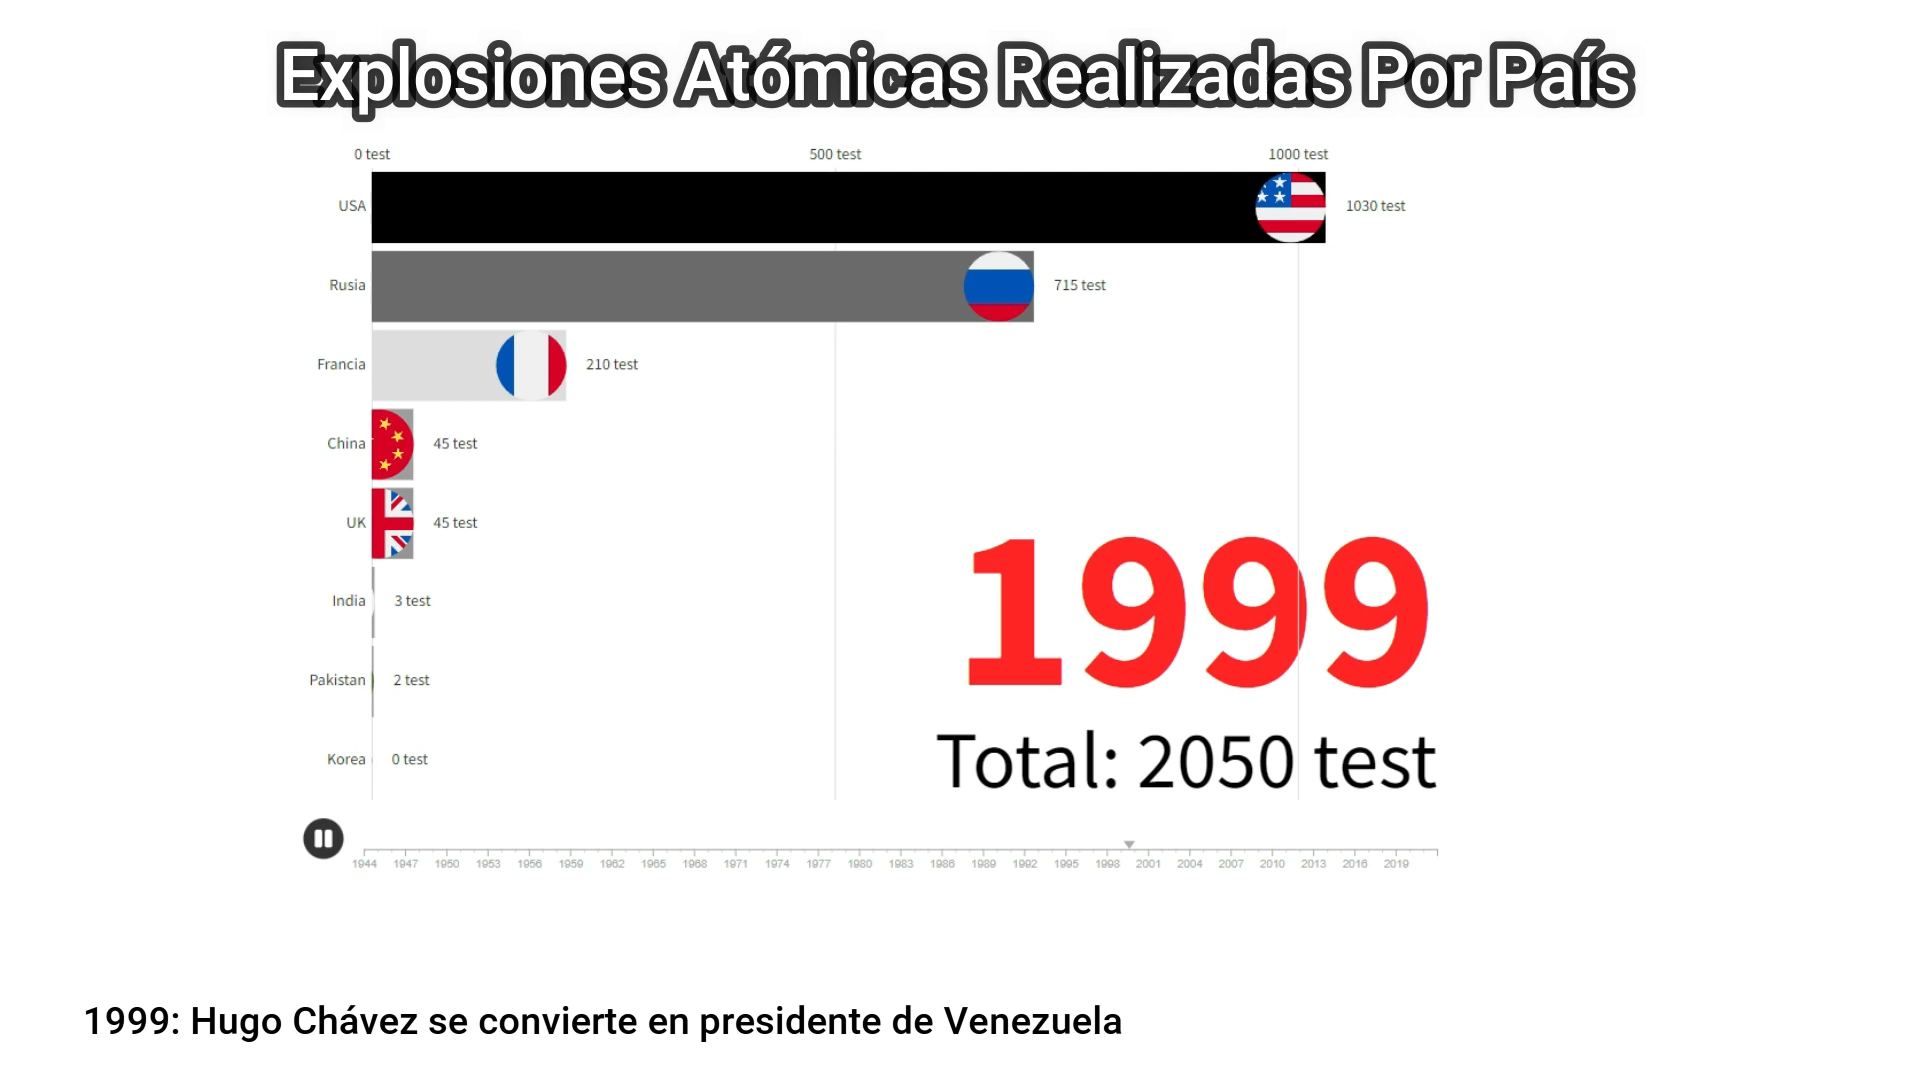 Explosiones Atómicas Realizadas Por País
0 test 500 test 1000 test
USA 1030 test
Rusia 715 test
Francia 210 test
China 45 test
UK 45 test
India 3 test
Pakistan 2 test
Korea 0 test
1999
Total: 2050 test
1944 1947 1950 1953 1956 1959 1962 1965 1968 1971 1974 1977 1980 1983 1986 1989 1992 1995 1998 2001 2004 2007 2010 2013 2016 2019
1999: Hugo Chávez se convierte en presidente de Venezuela